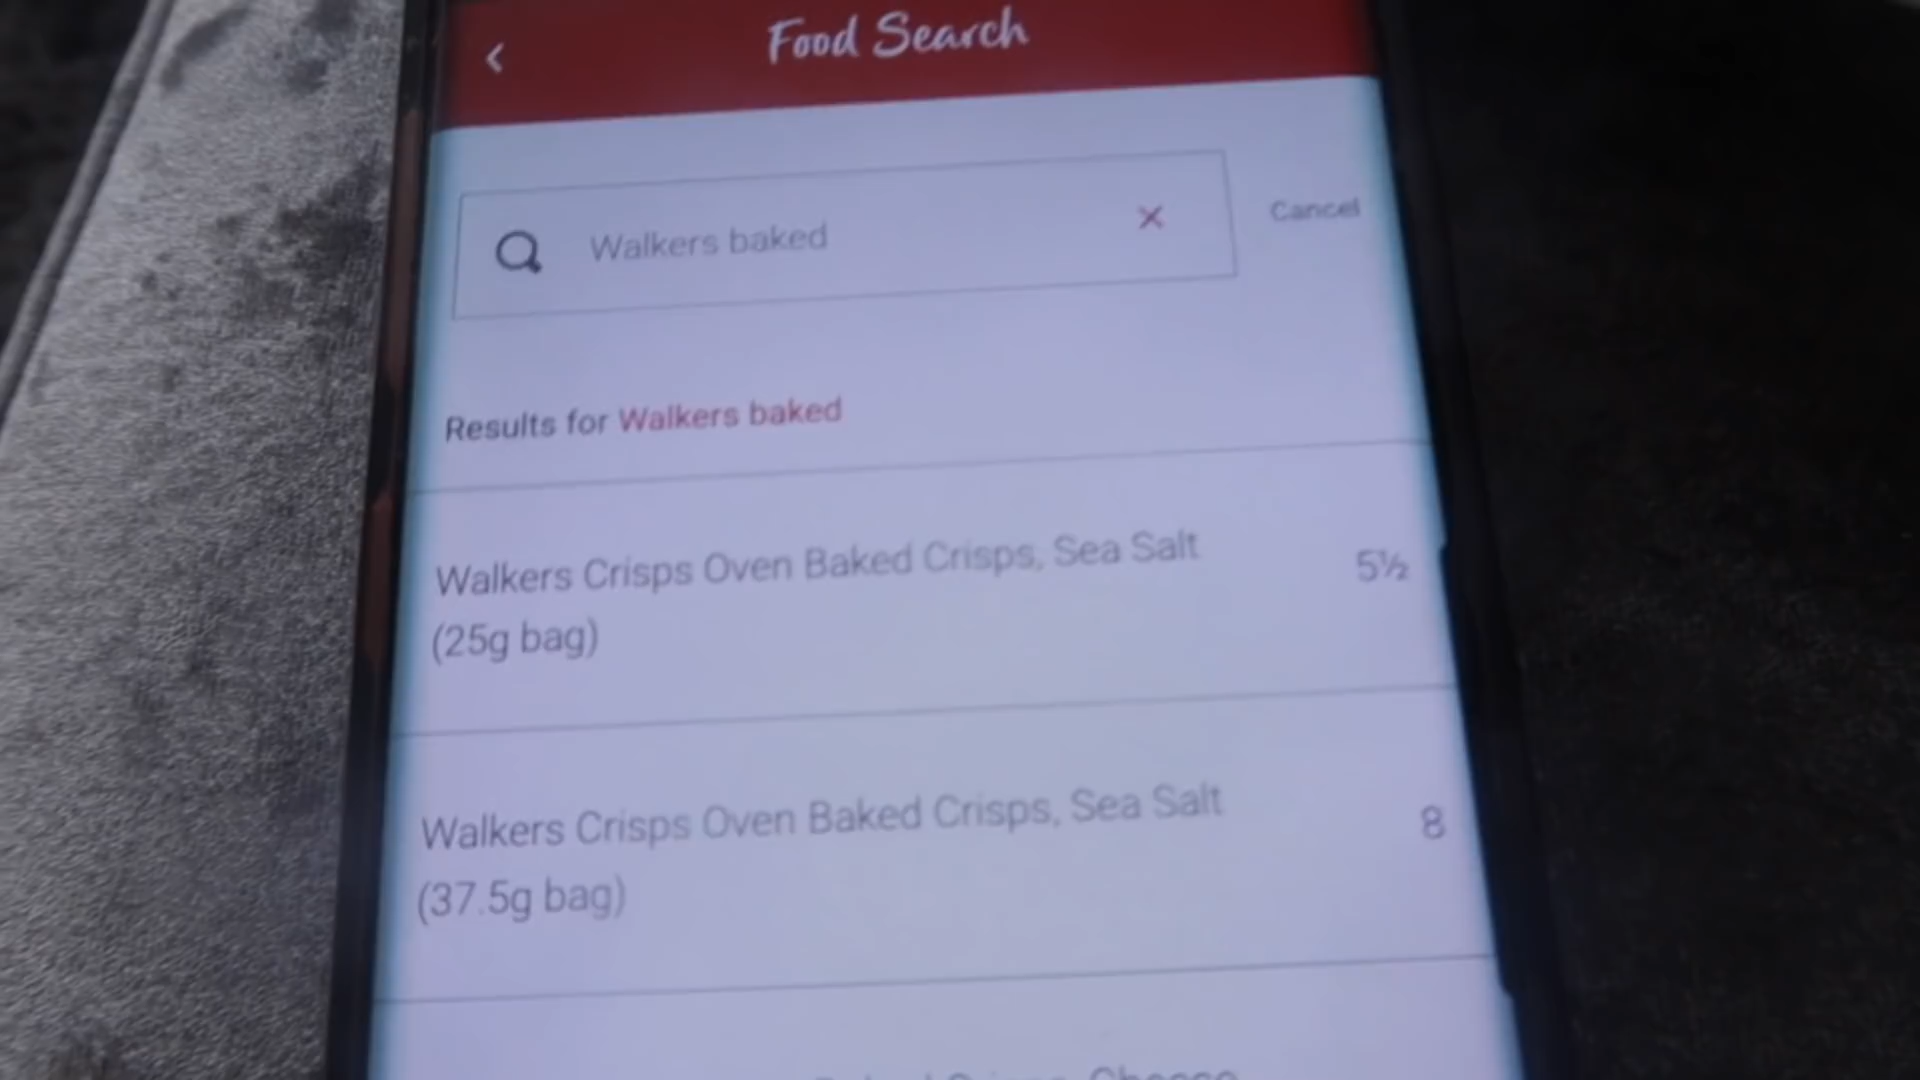 Food Search
Walkers baked
Cancel
Results for Walkers baked
Walkers Crisps Oven Baked Crisps, Sea Salt 5½
(25g bag)
Walkers Crisps Oven Baked Crisps, Sea Salt 8
(37.5g bag)